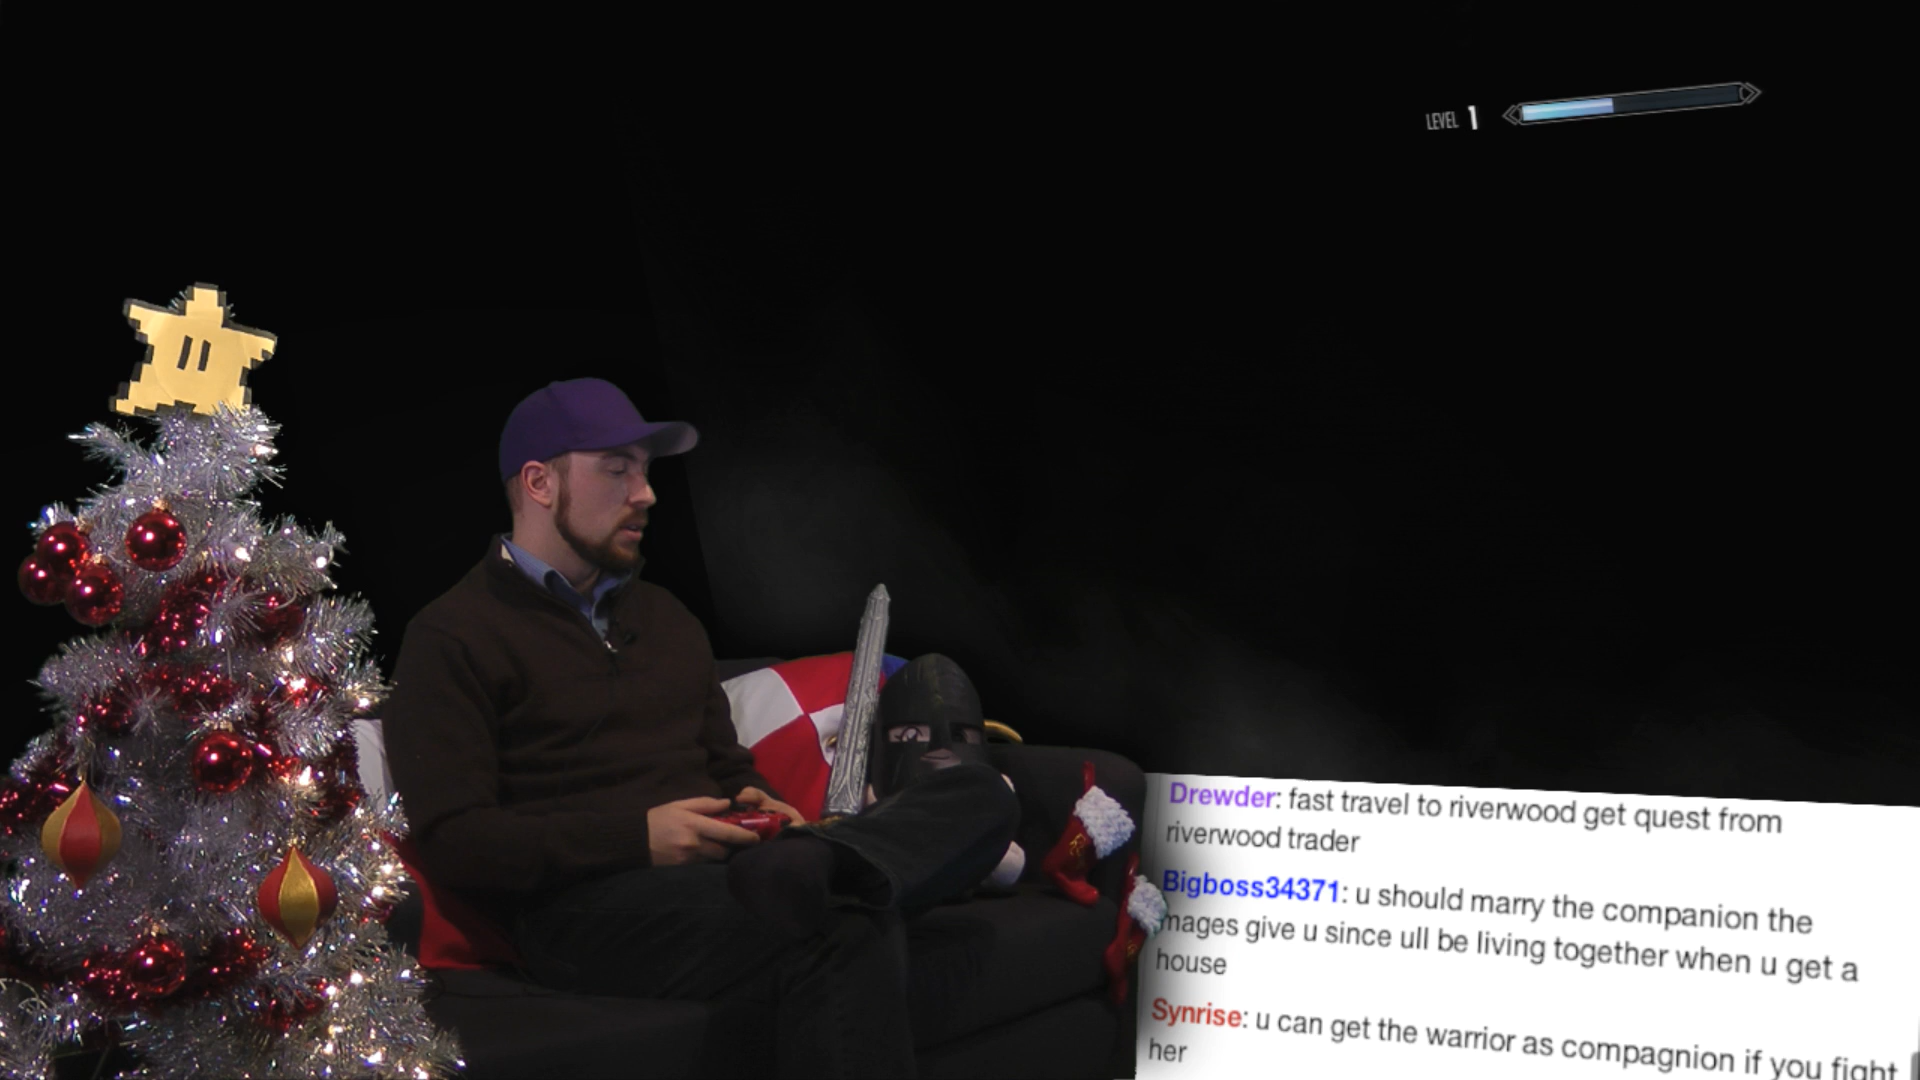 LEVEL 1
Drewder: fast travel to riverwood get quest from
riverwood trader
Bigboss34371: u should marry the companion the
mages give u since ull be living together when u get a
house
Synrise: u can get the warrior as compagnion if you fight
her